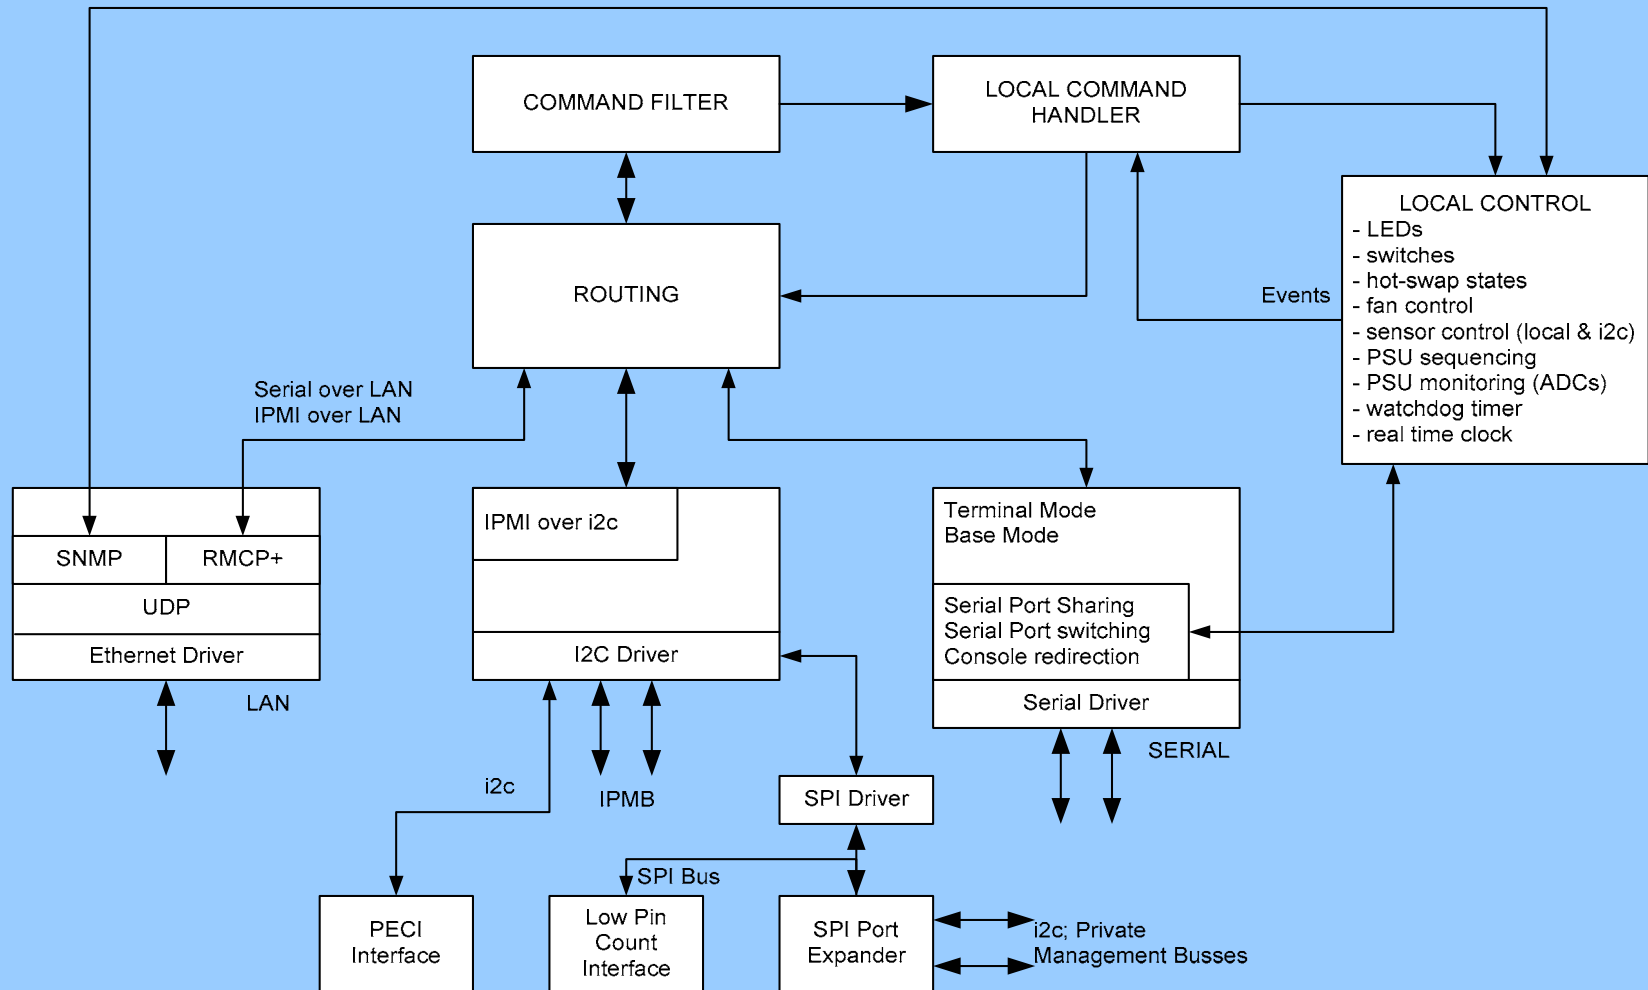 COMMAND FILTER
LOCAL COMMAND
HANDLER
LOCAL CONTROL
- LEDs
- switches
- hot-swap states
- fan control
- sensor control (local & i2c)
- PSU sequencing
- PSU monitoring (ADCs)
- watchdog timer
- real time clock
ROUTING
Events
Serial over LAN
IPMI over LAN
SNMP
RMCP+
UDP
Ethernet Driver
LAN
IPMI over i2c
I2C Driver
Terminal Mode
Base Mode
Serial Port Sharing
Serial Port switching
Console redirection
Serial Driver
SERIAL
i2c
IPMB
SPI Driver
SPI Bus
PECI
Interface
Low Pin
Count
Interface
SPI Port
Expander
i2c; Private
Management Busses